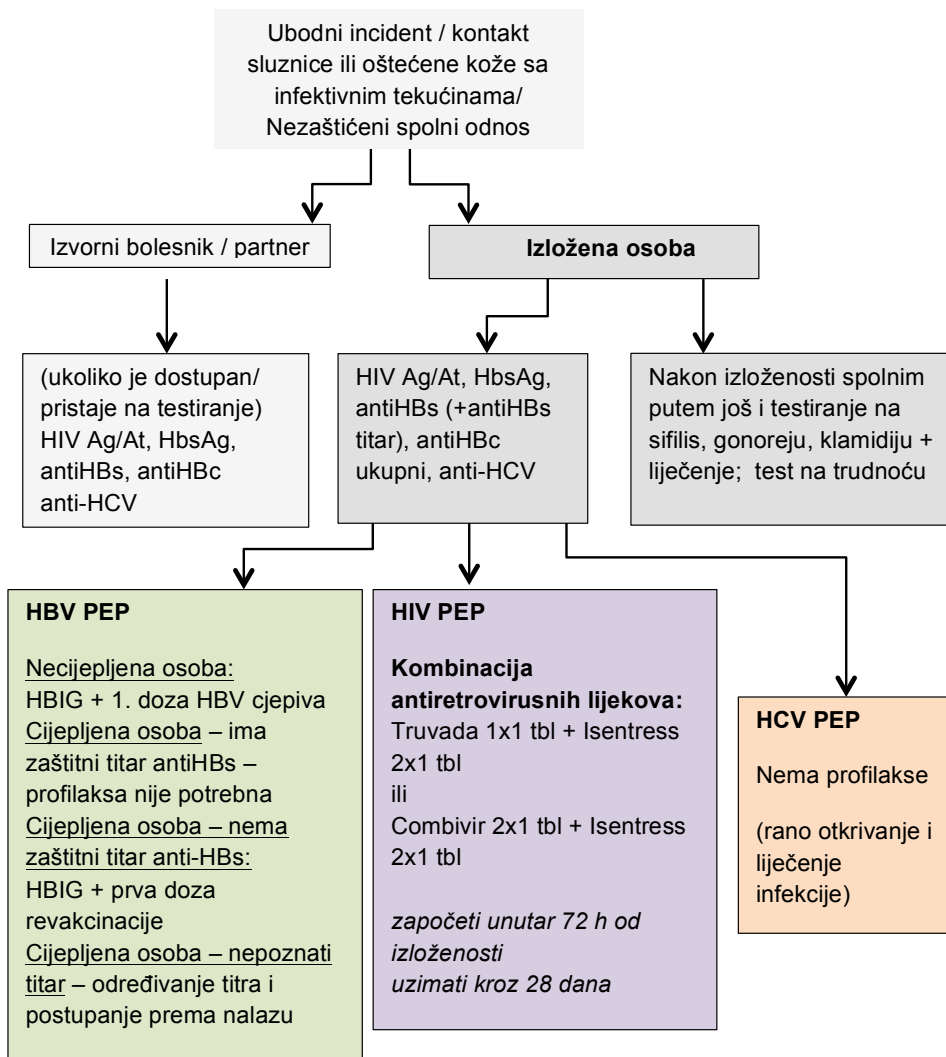 Ubodni incident / kontakt
sluznice ili oštećene kože sa
infektivnim tekućinama/
Nezaštićeni spolni odnos
Izvorni bolesnik / partner
Izložena osoba
(ukoliko je dostupan/
pristaje na testiranje)
HIV Ag/At, HbsAg,
antiHBs, antiHBc
anti-HCV
HIV Ag/At, HbsAg,
antiHBs (+antiHBs
titar), antiHBc
ukupni, anti-HCV
Nakon izloženosti spolnim
putem još i testiranje na
sifilis, gonoreju, klamidiju +
liječenje; test na trudnoću
HBV PEP
Necijepljena osoba:
HBIG + 1. doza HBV cjepiva
Cijepljena osoba – ima
zaštitni titar antiHBs –
profilaksa nije potrebna
Cijepljena osoba – nema
zaštitni titar anti-HBs:
HBIG + prva doza
revakcinacije
Cijepljena osoba – nepoznati
titar – određivanje titra i
postupanje prema nalazu
HIV PEP
Kombinacija
antiretrovirusnih lijekova:
Truvada 1x1 tbl + Isentress
2x1 tbl
ili
Combivir 2x1 tbl + Isentress
2x1 tbl
započeti unutar 72 h od
izloženosti
uzimati kroz 28 dana
HCV PEP
Nema profilakse
(rano otkrivanje i
liječenje
infekcije)